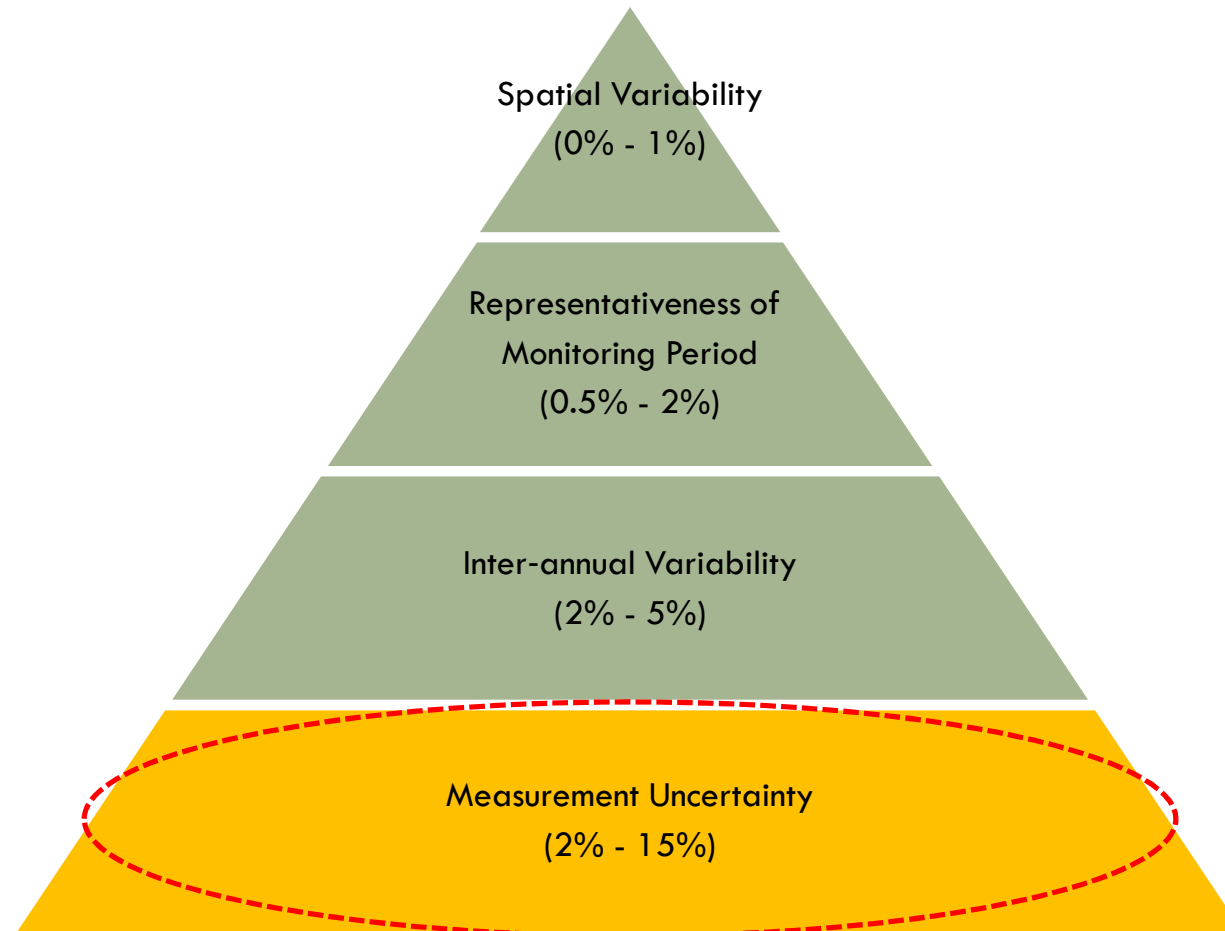 Spatial Variability
(0% - 1%)
Representativeness of
Monitoring Period
(0.5% - 2%)
Inter-annual Variability
(2% - 5%)
Measurement Uncertainty
(2% - 15%)